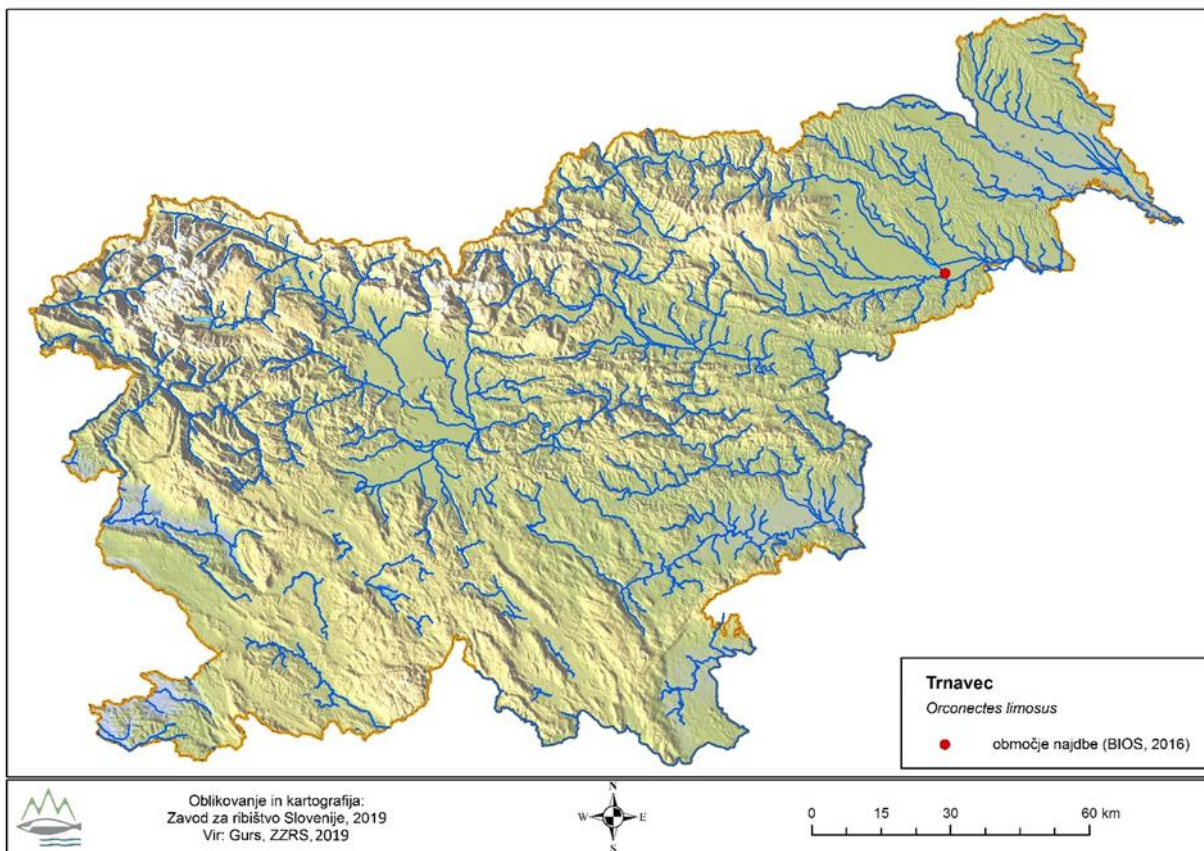 Trnavec
Orconectes limosus
območje najdbe (BIOS, 2016)
Oblikovanje in kartografija:
Zavod za ribištvo Slovenije, 2019
Vir: Gurs, ZZRS, 2019
N
W E
S
0 15 30 60 km